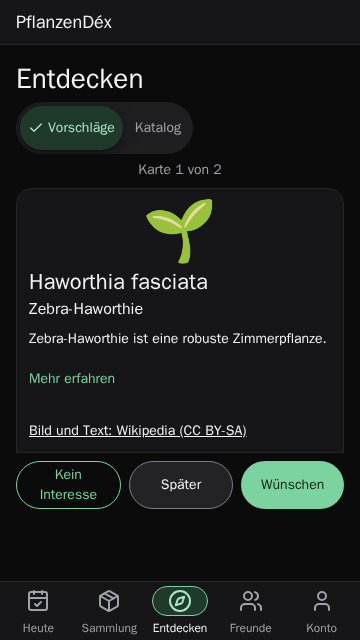 PflanzenDéx
Entdecken
Vorschläge
Katalog
Karte 1 von 2
Haworthia fasciata
Zebra-Haworthie
Zebra-Haworthie ist eine robuste Zimmerpflanze.
Mehr erfahren
Bild und Text: Wikipedia (CC BY-SA)
Kein
Interesse
Später
Wünschen
Heute
Sammlung
Entdecken
Freunde
Konto